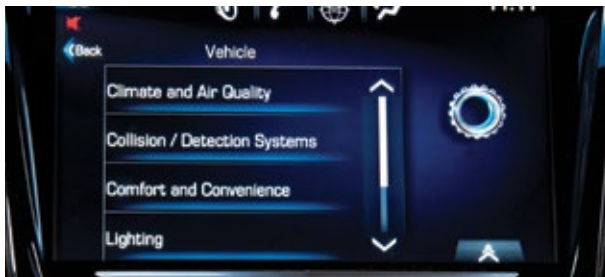 Back
Vehicle
Climate and Air Quality
Collision / Detection Systems
Comfort and Convenience
Lighting